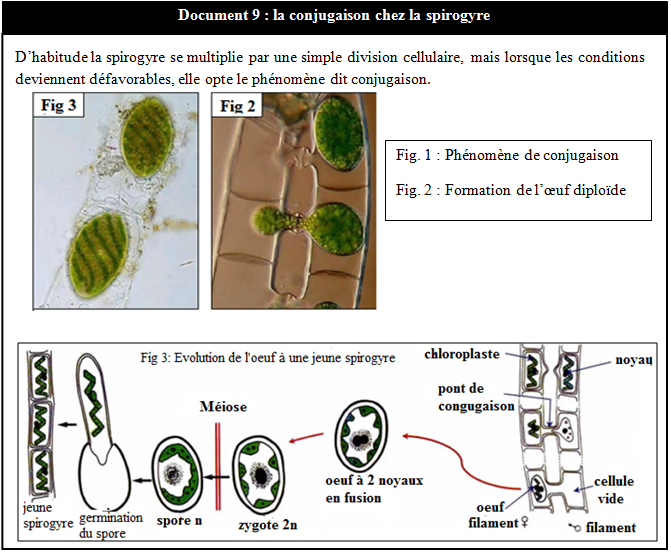 Document 9 : la conjugaison chez la spirogyre
D'habitude la spirogyre se multiplie par une simple division cellulaire, mais lorsque les conditions
deviennent défavorables, elle opte le phénomène dit conjugaison.
Fig 3
Fig 2
Fig. 1 : Phénomène de conjugaison
Fig. 2 : Formation de l'œuf diploïde
Fig 3: Evolution de l'oeuf à une jeune spirogyre
chloroplaste
noyau
pont de
congugaison
Méiose
oeuf à 2 noyaux
en fusion
cellule
vide
jeune
spirogyre
germination
du spore
spore n
zygote 2n
oeuf
filament ♀
♂ filament